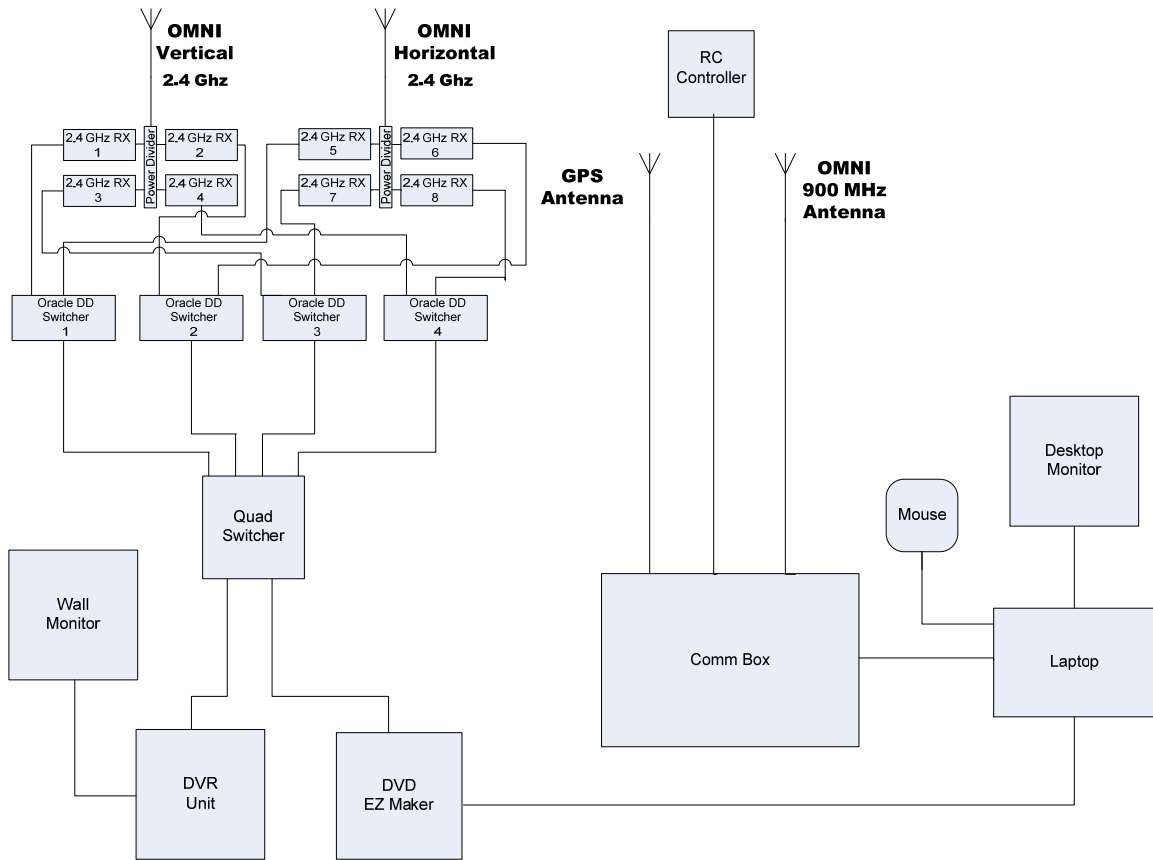 OMNI
Vertical
2.4 Ghz
OMNI
Horizontal
2.4 Ghz
RC
Controller
2.4 GHz RX
1
2.4 GHz RX
2
2.4 GHz RX
3
2.4 GHz RX
4
Power Divider
2.4 GHz RX
5
2.4 GHz RX
6
2.4 GHz RX
7
2.4 GHz RX
8
Power Divider
GPS
Antenna
OMNI
900 MHz
Antenna
Oracle DD
Switcher
1
Oracle DD
Switcher
2
Oracle DD
Switcher
3
Oracle DD
Switcher
4
Quad
Switcher
Desktop
Monitor
Mouse
Wall
Monitor
Comm Box
Laptop
DVR
Unit
DVD
EZ Maker